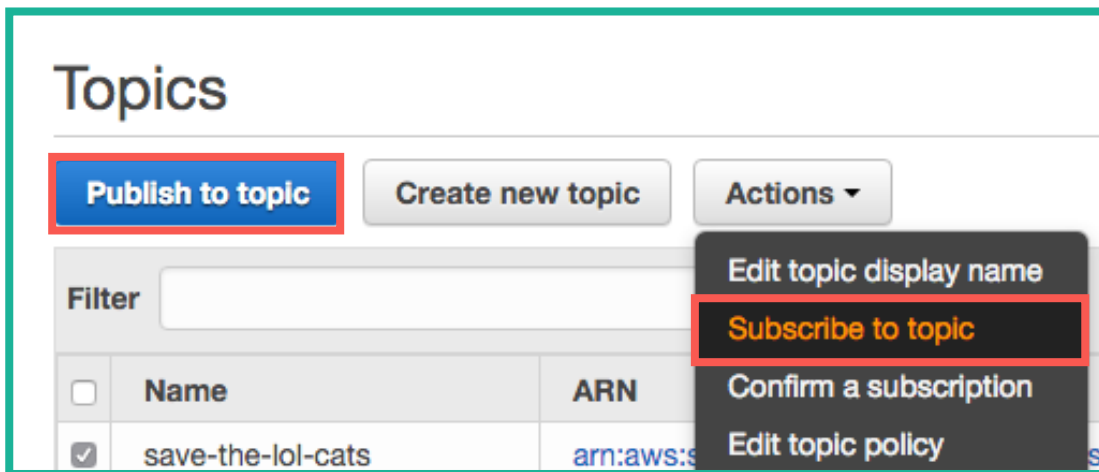 Topics
Publish to topic Create new topic Actions
Edit topic display name
Filter
Subscribe to topic
Name ARN Confirm a subscription
save-the-lol-cats arn:aws:s Edit topic policy